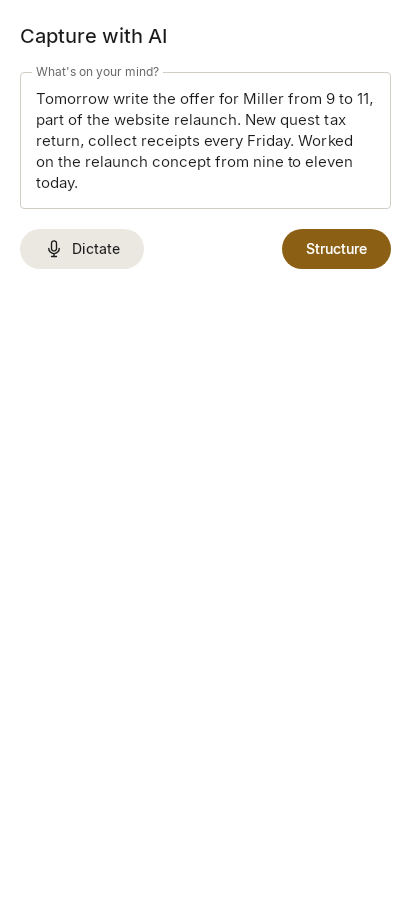 Capture with AI
What's on your mind?
Tomorrow write the offer for Miller from 9 to 11,
part of the website relaunch. New quest tax
return, collect receipts every Friday. Worked
on the relaunch concept from nine to eleven
today.
Dictate
Structure